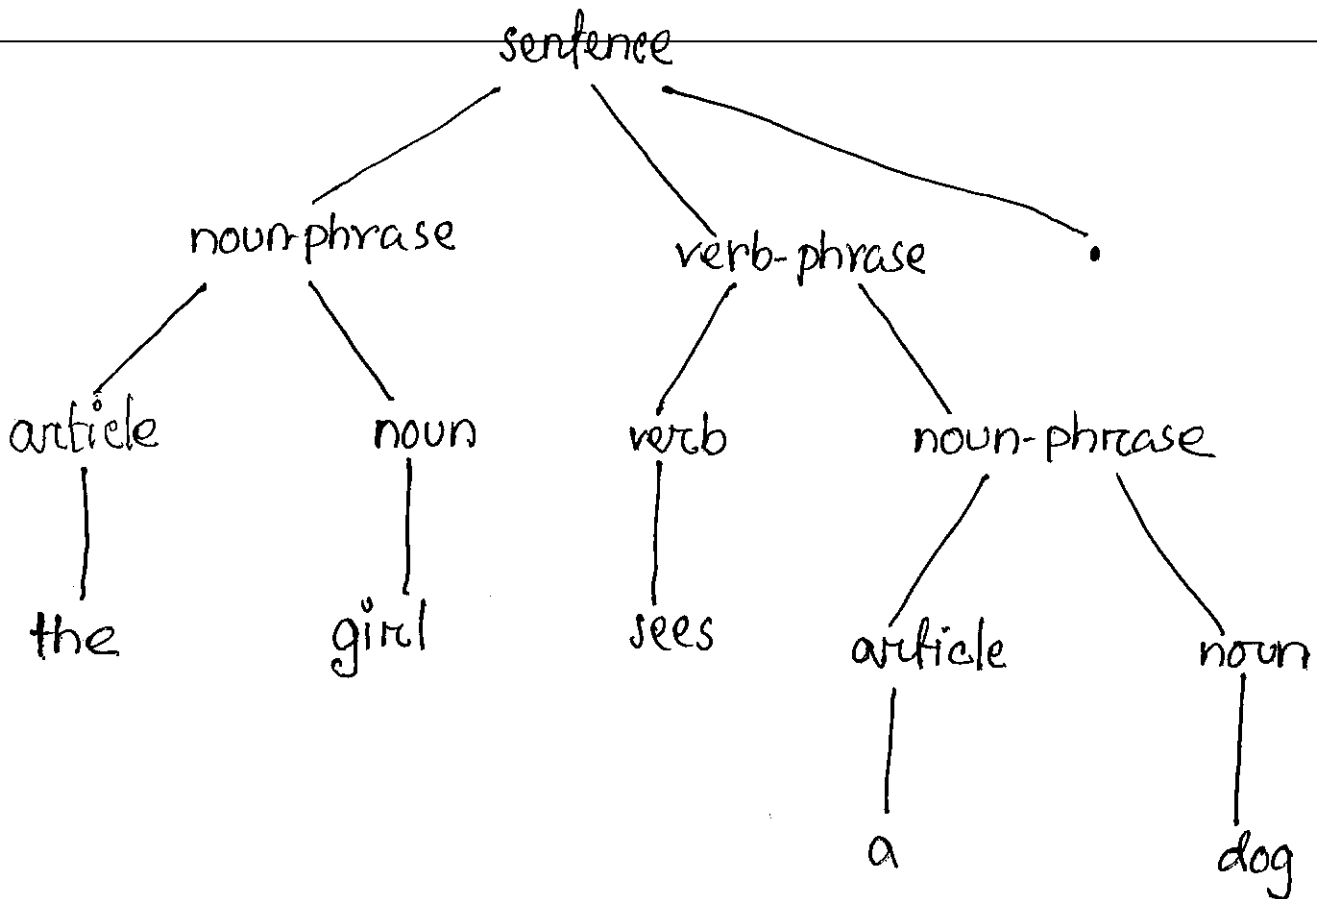 sentence
noun-phrase verb-phrase .
article noun verb noun-phrase
the girl sees article noun
a dog